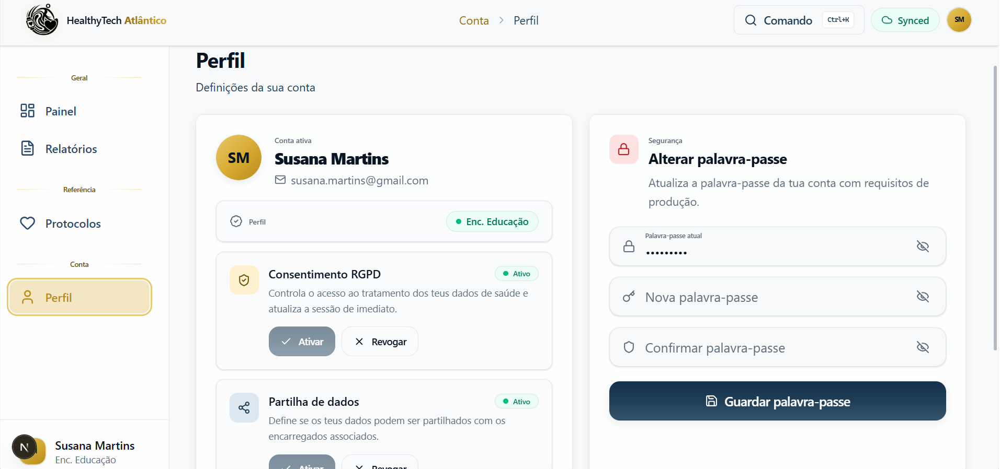 HealthyTech Atlântico
Conta > Perfil
Comando Ctrl+K
Synced
SM
Geral
Painel
Relatórios
Referência
Protocolos
Conta
Perfil
N
Susana Martins
Enc. Educação
Perfil
Definições da sua conta
SM
Conta ativa
Susana Martins
susana.martins@gmail.com
Perfil
Enc. Educação
Consentimento RGPD
Ativo
Controla o acesso ao tratamento dos teus dados de saúde e
atualiza a sessão de imediato.
Ativar
Revogar
Partilha de dados
Ativo
Define se os teus dados podem ser partilhados com os
encarregados associados.
Ativar
Revogar
Segurança
Alterar palavra-passe
Atualiza a palavra-passe da tua conta com requisitos de
produção.
Palavra-passe atual
•••••••••
Nova palavra-passe
Confirmar palavra-passe
Guardar palavra-passe